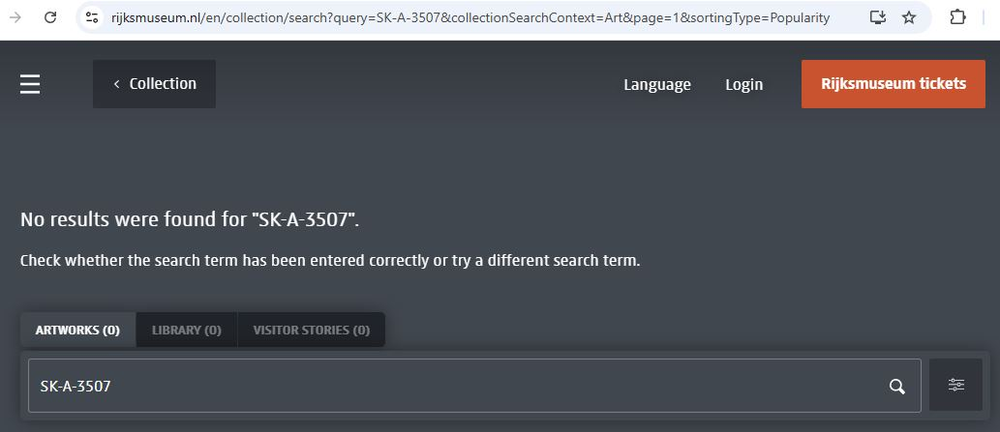 rijksmuseum.nl/en/collection/search?query=SK-A-3507&collectionSearchContext=Art&page=1&sortingType=Popularity
Collection
Language
Login
Rijksmuseum tickets
No results were found for "SK-A-3507".
Check whether the search term has been entered correctly or try a different search term.
ARTWORKS (0)
LIBRARY (0)
VISITOR STORIES (0)
SK-A-3507